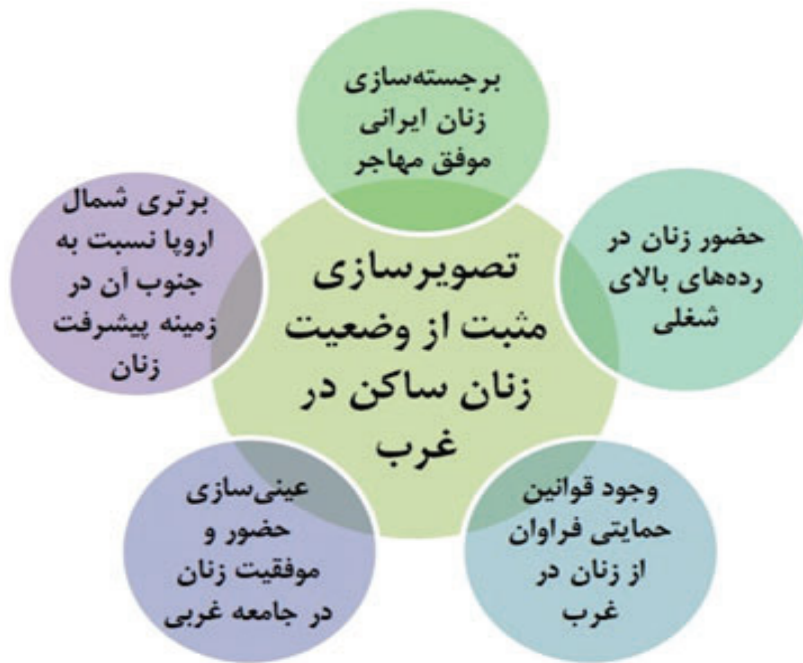 برجسته‌سازی
زنان ایرانی
موفق مهاجر
حضور زنان در
رده‌های بالای
شغلی
وجود قوانین
حمایتی فراوان
از زنان در
غرب
عینی‌سازی
حضور و
موفقیت زنان
در جامعه غربی
برتری شمال
اروپا نسبت به
جنوب آن در
زمینه پیشرفت
زنان
تصویرسازی
مثبت از وضعیت
زنان ساکن در
غرب